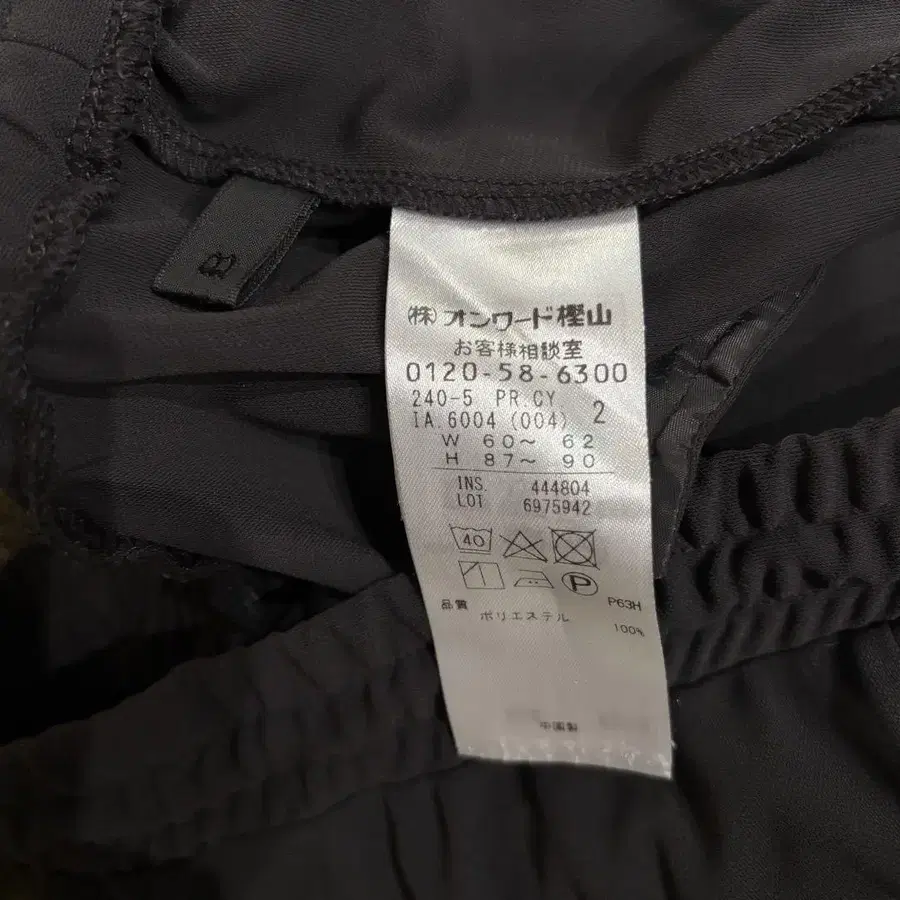 B
(株)オンワード樫山
お客様相談室
0120-58-6300
240-5 PR.CY
IA.6004 (004) 2
W 60〜 62
H 87〜 90
INS. 444804
LOT 6975942
40
P
品質 P63H
ポリエステル 100%
中国製